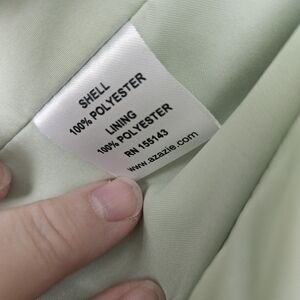 SHELL
100% POLYESTER
LINING
100% POLYESTER
RN 155143
www.azazie.com